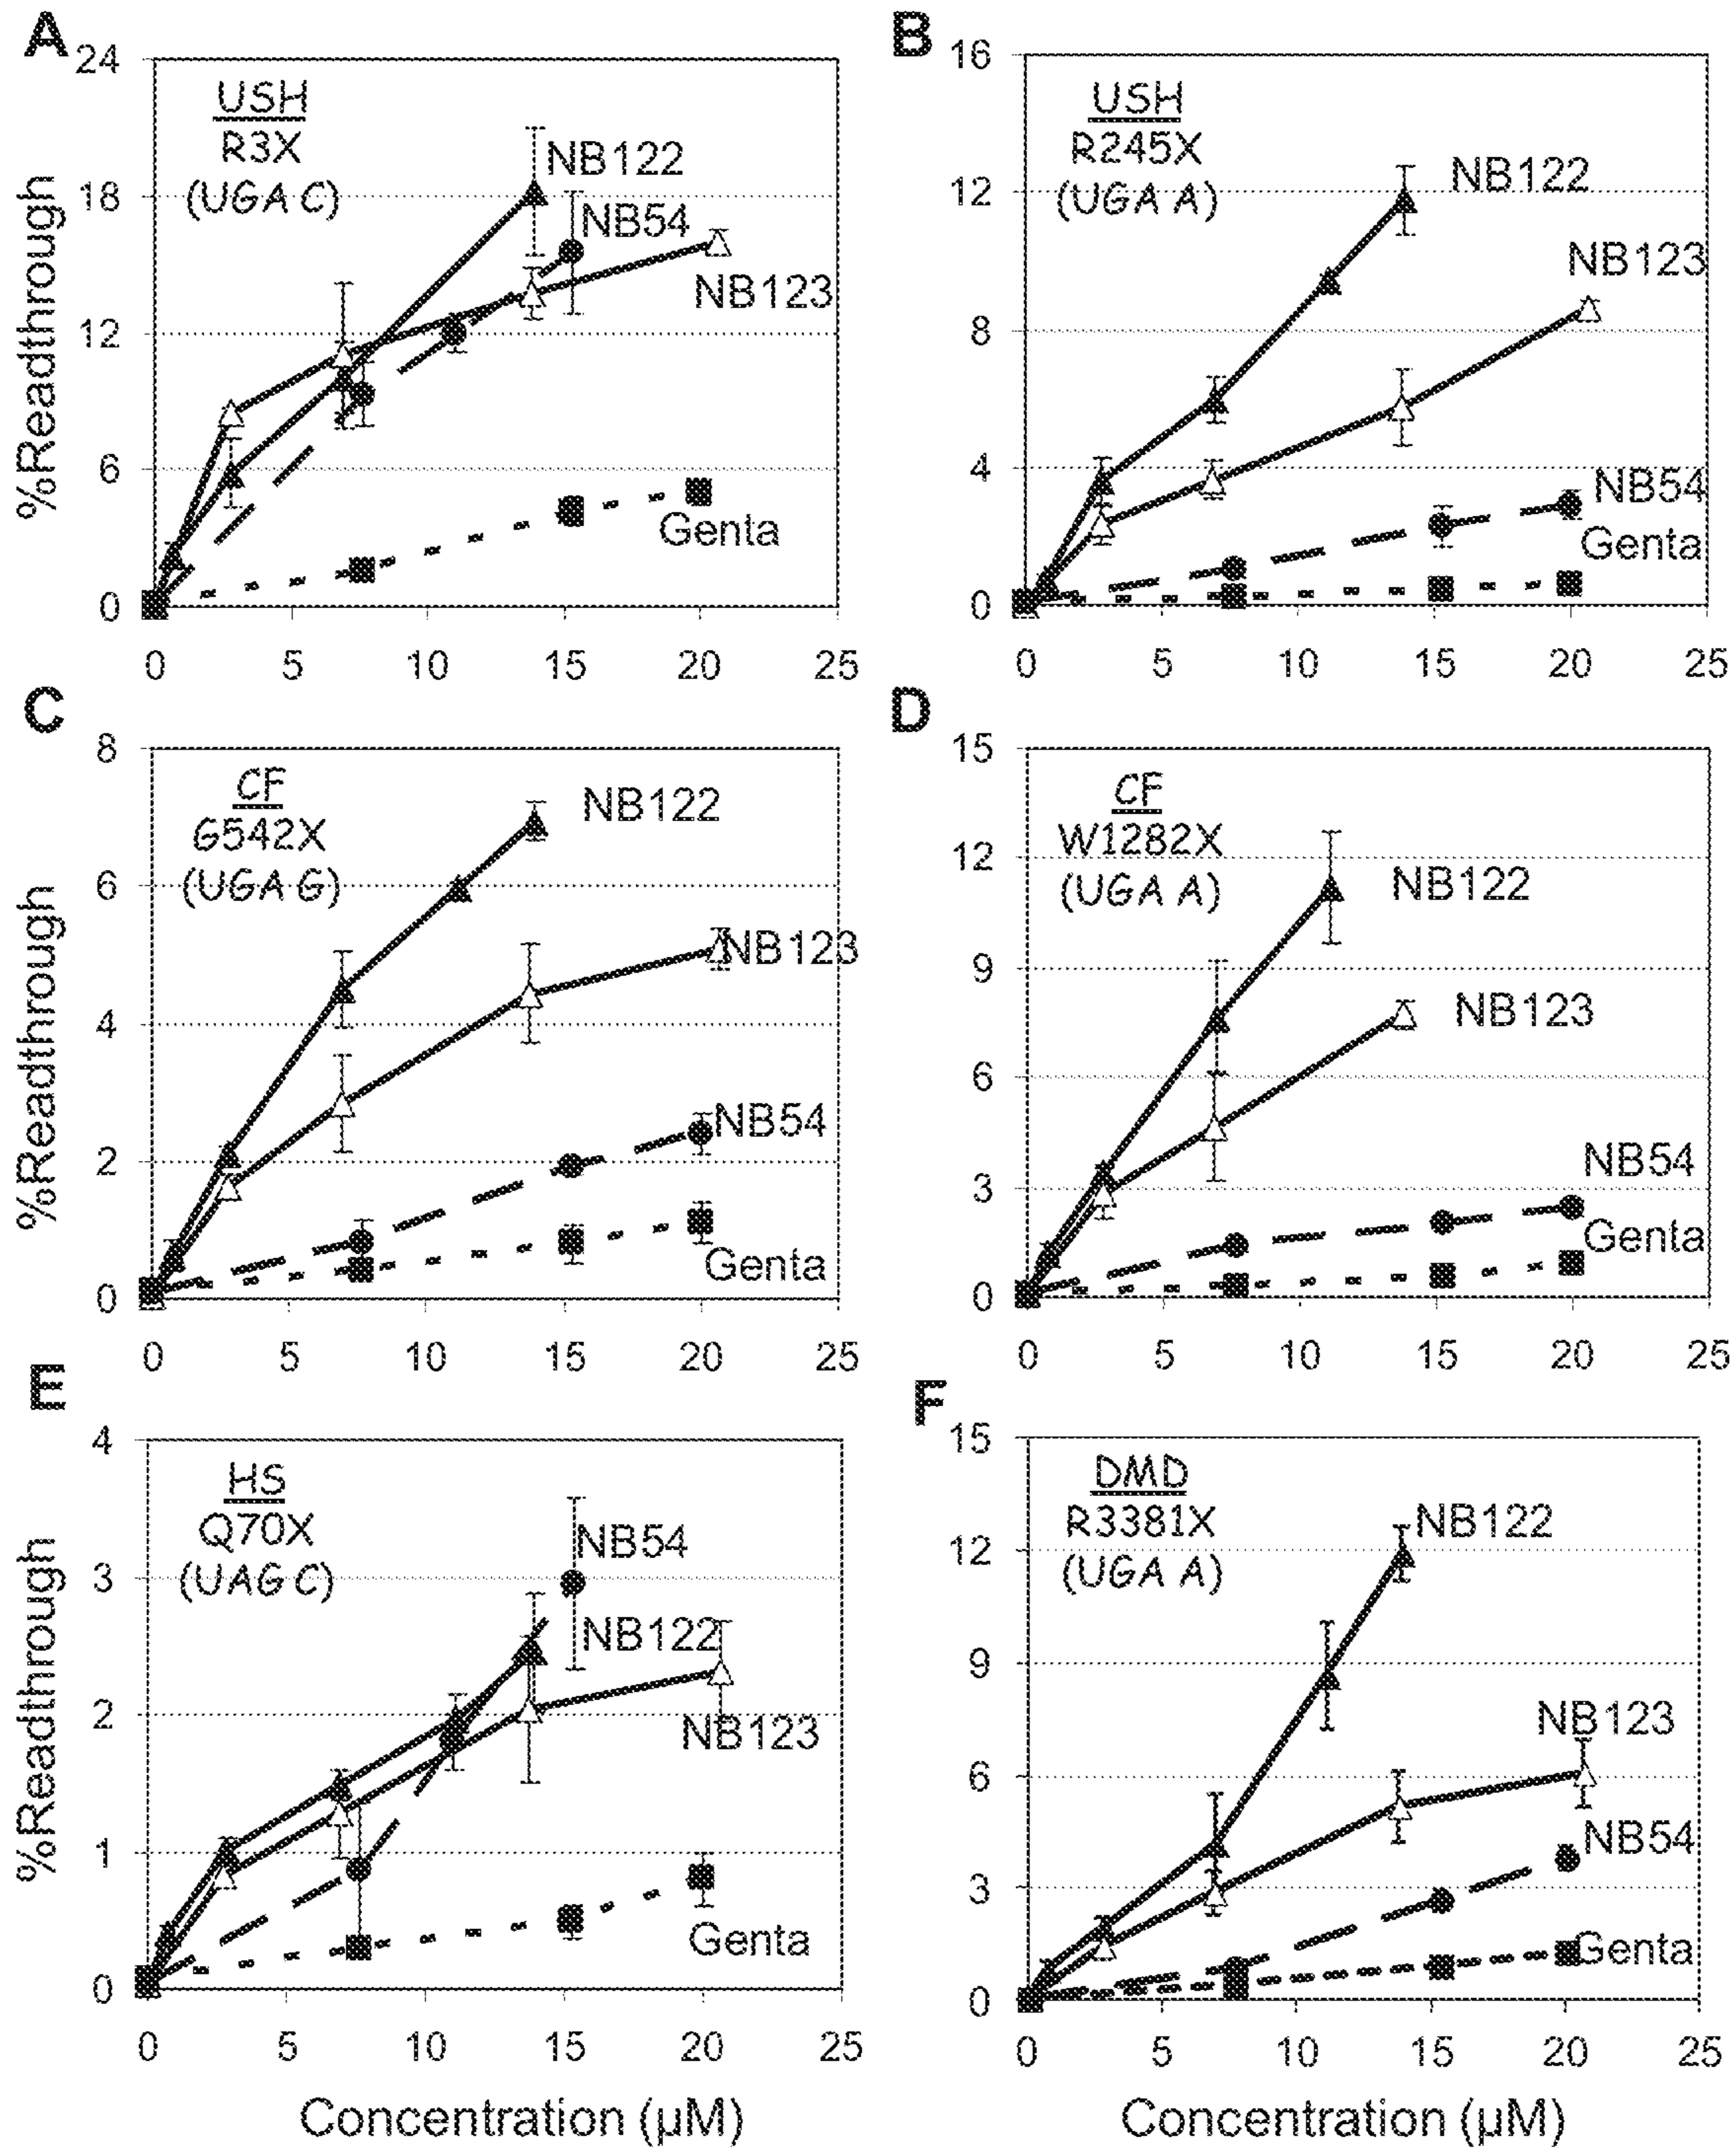 A
24
18
12
6
0
%Readthrough
USH
R3X
(UGA C)
NB122
NB54
NB123
Genta
0 5 10 15 20 25
B
16
12
8
4
0
USH
R245X
(UGA A)
NB122
NB123
NB54
Genta
0 5 10 15 20 25
C
8
6
4
2
0
%Readthrough
CF
G542X
(UGA G)
NB122
NB123
NB54
Genta
0 5 10 15 20 25
D
15
12
9
6
3
0
CF
W1282X
(UGA A)
NB122
NB123
NB54
Genta
0 5 10 15 20 25
E
4
3
2
1
0
%Readthrough
HS
Q70X
(UAG C)
NB54
NB122
NB123
Genta
0 5 10 15 20 25
Concentration (µM)
F
15
12
9
6
3
0
DMD
R3381X
(UGA A)
NB122
NB123
NB54
Genta
0 5 10 15 20 25
Concentration (µM)